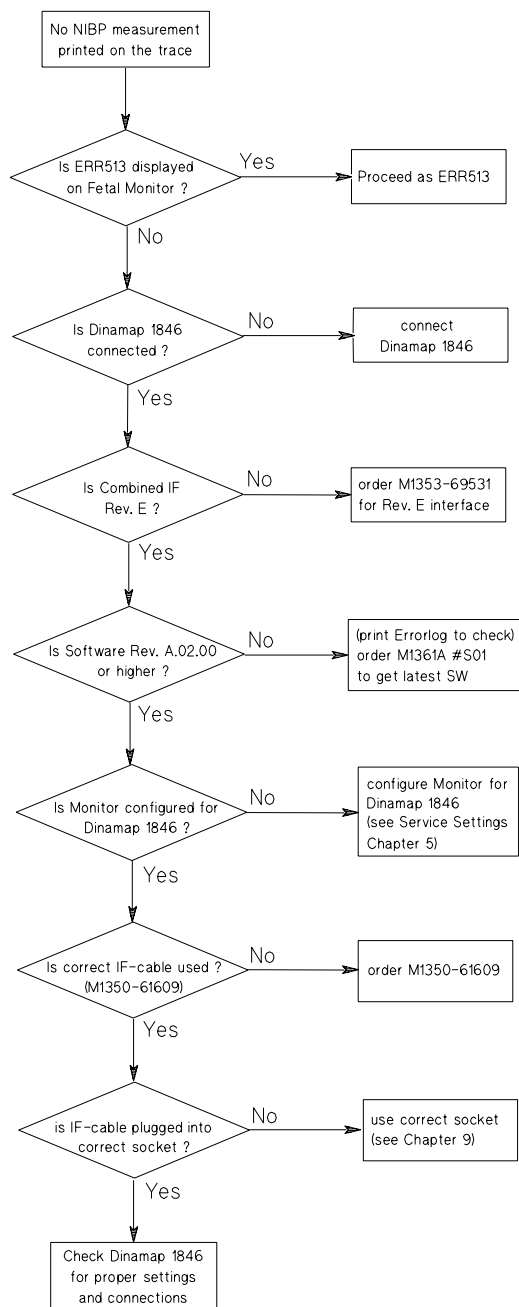 No NIBP measurement
printed on the trace
Is ERR513 displayed
on Fetal Monitor ?
Yes
Proceed as ERR513
No
Is Dinamap 1846
connected ?
No
connect
Dinamap 1846
Yes
Is Combined IF
Rev. E ?
No
order M1353-69531
for Rev. E interface
Yes
Is Software Rev. A.02.00
or higher ?
No
(print Errorlog to check)
order M1361A #S01
to get latest SW
Yes
Is Monitor configured for
Dinamap 1846 ?
No
configure Monitor for
Dinamap 1846
(see Service Settings
Chapter 5)
Yes
Is correct IF-cable used ?
(M1350-61609)
No
order M1350-61609
Yes
is IF-cable plugged into
correct socket ?
No
use correct socket
(see Chapter 9)
Yes
Check Dinamap 1846
for proper settings
and connections